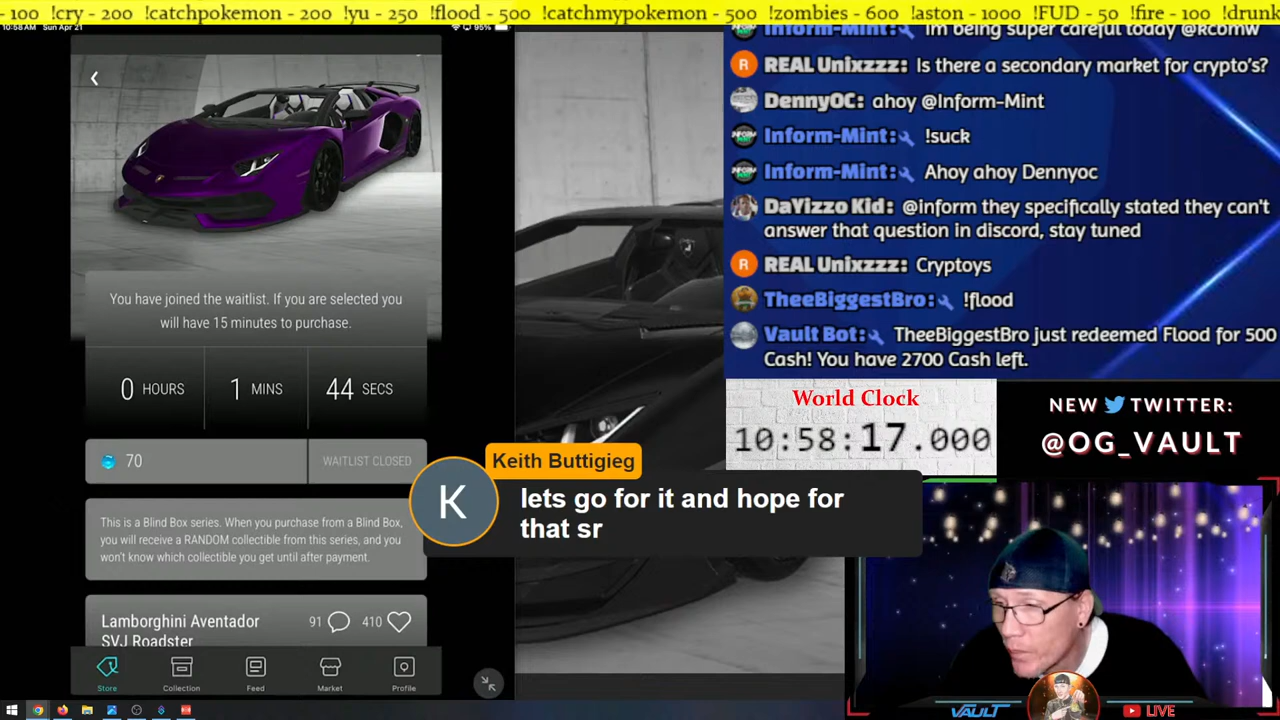 - 100 !cry - 200 !catchpokemon - 200 !yu - 250 !flood - 500 !catchmypokemon - 500 !zombies - 600 !aston - 1000 !FUD - 50 !fire - 100 !drunk
10:58 AM Sun Apr 21
95%
You have joined the waitlist. If you are selected you
will have 15 minutes to purchase.
0 HOURS
1 MINS
44 SECS
70
WAITLIST CLOSED
This is a Blind Box series. When you purchase from a Blind Box,
you will receive a RANDOM collectible from this series, and you
won't know which collectible you get until after payment.
Lamborghini Aventador
SVJ Roadster
91
410
Store
Collection
Feed
Market
Profile
Keith Buttigieg
K
lets go for it and hope for
that sr
Inform-Mint: Im being super careful today @Rcbmw
R REAL Unixzzz: Is there a secondary market for crypto's?
DennyOC: ahoy @Inform-Mint
Inform-Mint: !suck
Inform-Mint: Ahoy ahoy Dennyoc
DaYizzo Kid: @inform they specifically stated they can't
answer that question in discord, stay tuned
R REAL Unixzzz: Cryptoys
TheeBiggestBro: !flood
Vault Bot: TheeBiggestBro just redeemed Flood for 500
Cash! You have 2700 Cash left.
World Clock
10:58:17.000
NEW TWITTER:
@OG_VAULT
VAULT
LIVE